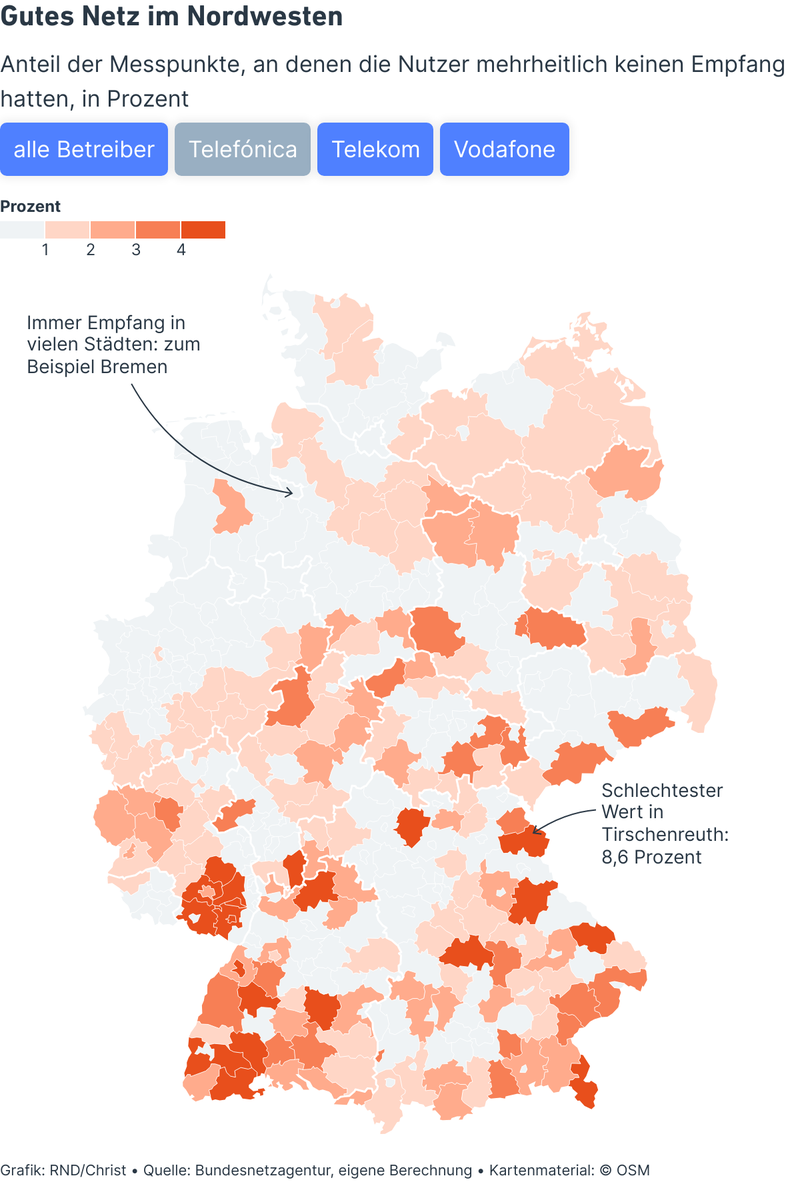 Gutes Netz im Nordwesten
Anteil der Messpunkte, an denen die Nutzer mehrheitlich keinen Empfang
hatten, in Prozent
alle Betreiber
Telefónica
Telekom
Vodafone
Prozent
1 2 3 4
Immer Empfang in
vielen Städten: zum
Beispiel Bremen
Schlechtester
Wert in
Tirschenreuth:
8,6 Prozent
Grafik: RND/Christ • Quelle: Bundesnetzagentur, eigene Berechnung • Kartenmaterial: © OSM